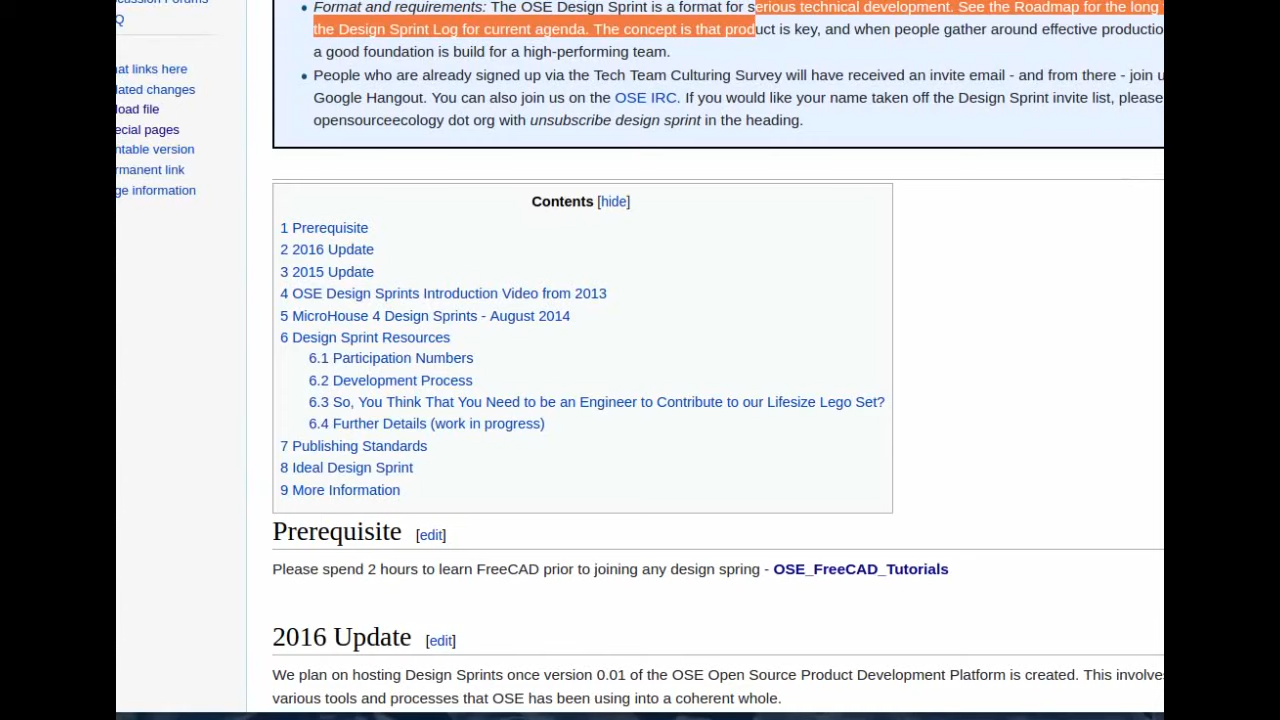 cussion Forums
Q
at links here
lated changes
load file
ecial pages
ntable version
rmanent link
ge information
Format and requirements: The OSE Design Sprint is a format for serious technical development. See the Roadmap for the long
the Design Sprint Log for current agenda. The concept is that product is key, and when people gather around effective productio
a good foundation is build for a high-performing team.
People who are already signed up via the Tech Team Culturing Survey will have received an invite email - and from there - join u
Google Hangout. You can also join us on the OSE IRC. If you would like your name taken off the Design Sprint invite list, please
opensourceecology dot org with unsubscribe design sprint in the heading.
Contents [hide]
1 Prerequisite
2 2016 Update
3 2015 Update
4 OSE Design Sprints Introduction Video from 2013
5 MicroHouse 4 Design Sprints - August 2014
6 Design Sprint Resources
6.1 Participation Numbers
6.2 Development Process
6.3 So, You Think That You Need to be an Engineer to Contribute to our Lifesize Lego Set?
6.4 Further Details (work in progress)
7 Publishing Standards
8 Ideal Design Sprint
9 More Information
Prerequisite [edit]
Please spend 2 hours to learn FreeCAD prior to joining any design spring - OSE_FreeCAD_Tutorials
2016 Update [edit]
We plan on hosting Design Sprints once version 0.01 of the OSE Open Source Product Development Platform is created. This involve
various tools and processes that OSE has been using into a coherent whole.